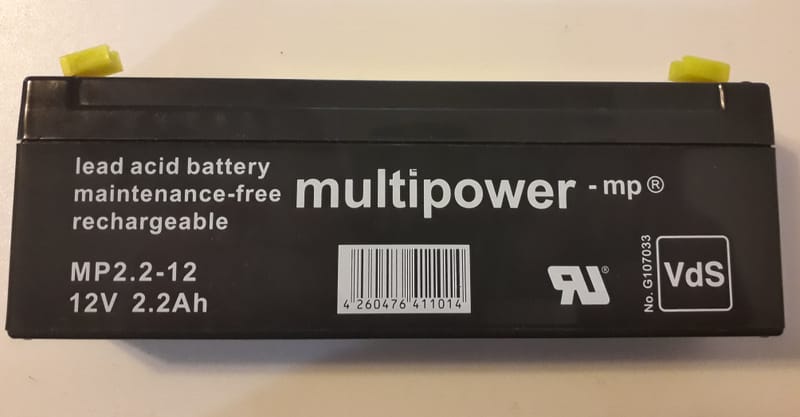 lead acid battery
maintenance-free
rechargeable
multipower -mp®
MP2.2-12
12V 2.2Ah
4 260476 411014
RU®
No. G107033
VdS